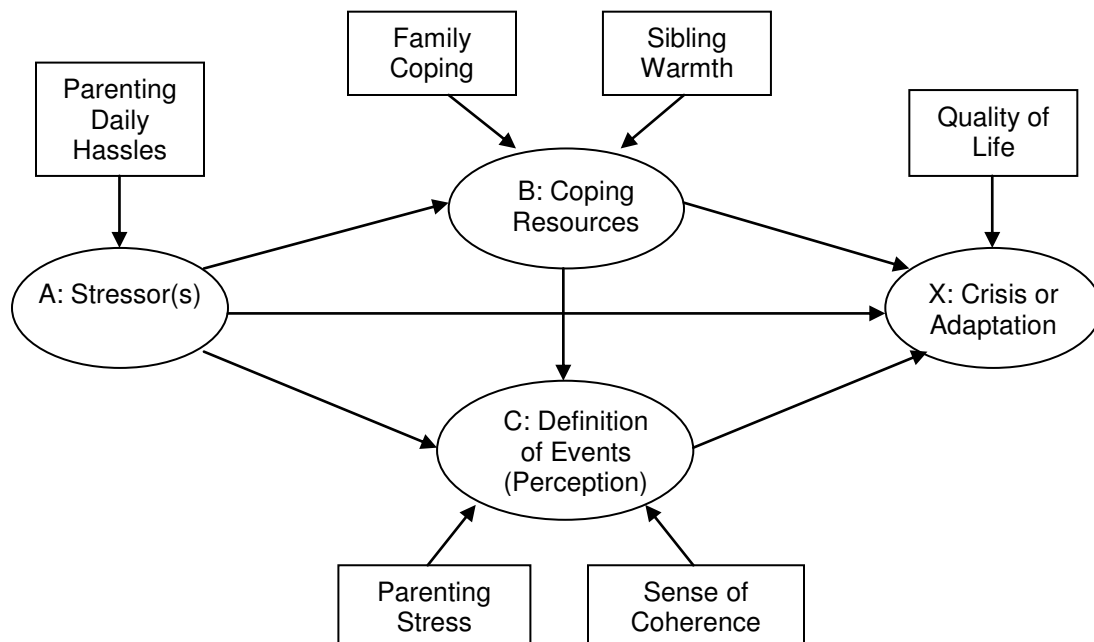 Family
Coping
Sibling
Warmth
Parenting
Daily
Hassles
Quality of
Life
B: Coping
Resources
A: Stressor(s)
X: Crisis or
Adaptation
C: Definition
of Events
(Perception)
Parenting
Stress
Sense of
Coherence